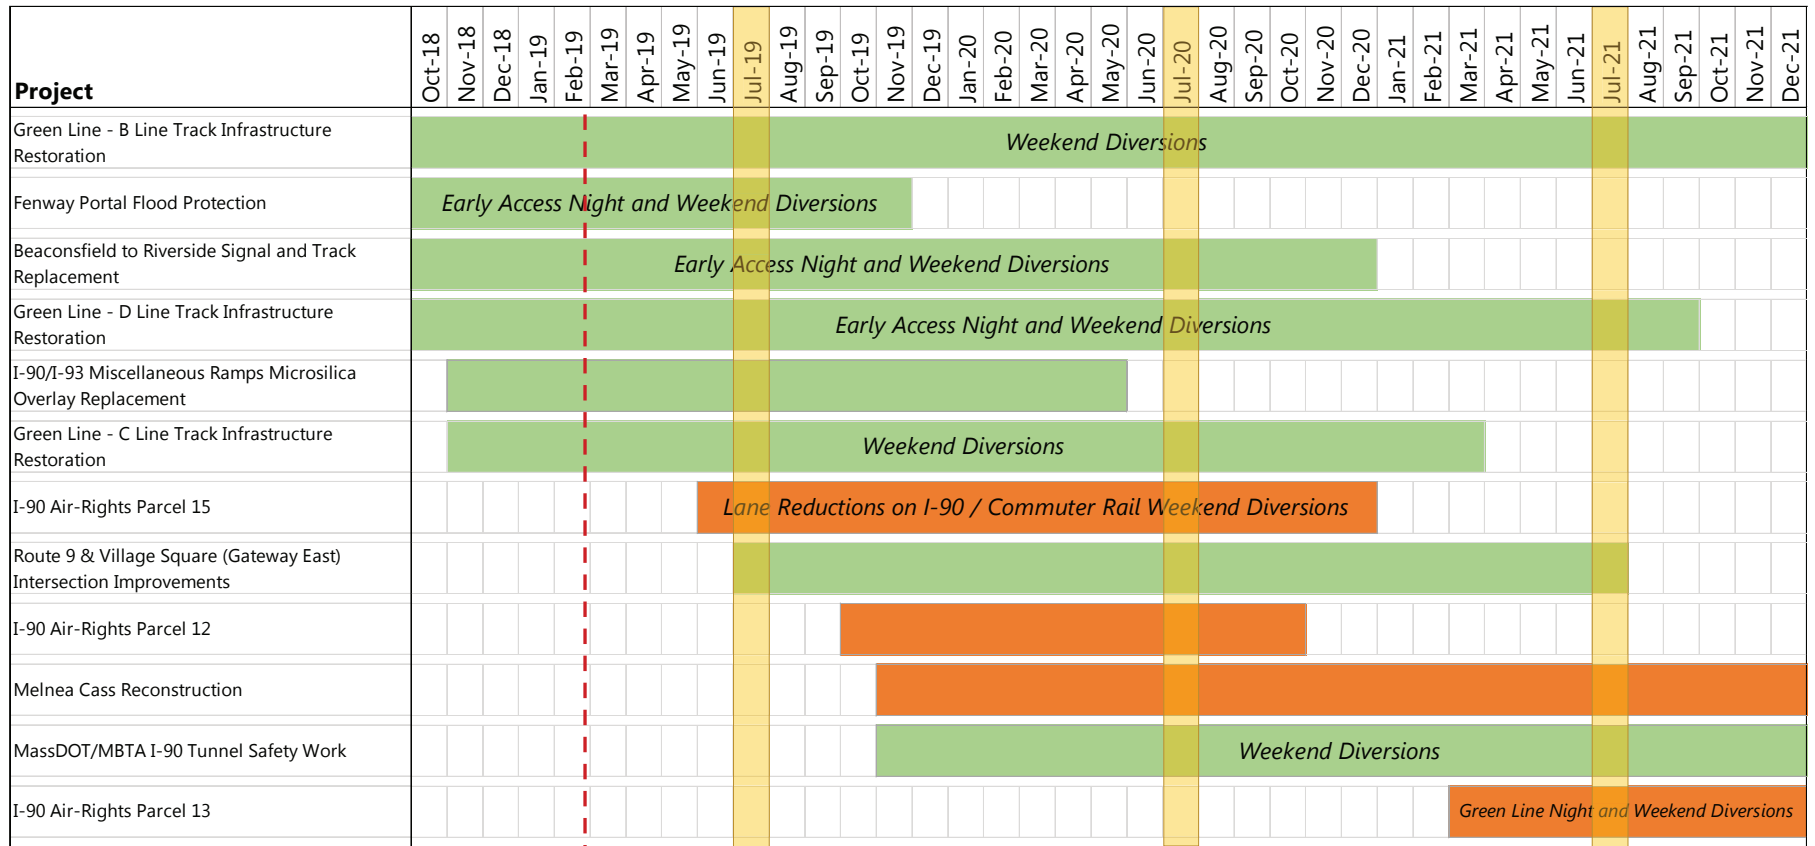 Project
Oct-18 Nov-18 Dec-18 Jan-19 Feb-19 Mar-19 Apr-19 May-19 Jun-19 Jul-19 Aug-19 Sep-19 Oct-19 Nov-19 Dec-19 Jan-20 Feb-20 Mar-20 Apr-20 May-20 Jun-20 Jul-20 Aug-20 Sep-20 Oct-20 Nov-20 Dec-20 Jan-21 Feb-21 Mar-21 Apr-21 May-21 Jun-21 Jul-21 Aug-21 Sep-21 Oct-21 Nov-21 Dec-21
Green Line - B Line Track Infrastructure
Restoration
Weekend Diversions
Fenway Portal Flood Protection
Early Access Night and Weekend Diversions
Beaconsfield to Riverside Signal and Track
Replacement
Early Access Night and Weekend Diversions
Green Line - D Line Track Infrastructure
Restoration
Early Access Night and Weekend Diversions
I-90/I-93 Miscellaneous Ramps Microsilica
Overlay Replacement
Green Line - C Line Track Infrastructure
Restoration
Weekend Diversions
I-90 Air-Rights Parcel 15
Lane Reductions on I-90 / Commuter Rail Weekend Diversions
Route 9 & Village Square (Gateway East)
Intersection Improvements
I-90 Air-Rights Parcel 12
Melnea Cass Reconstruction
MassDOT/MBTA I-90 Tunnel Safety Work
Weekend Diversions
I-90 Air-Rights Parcel 13
Green Line Night and Weekend Diversions